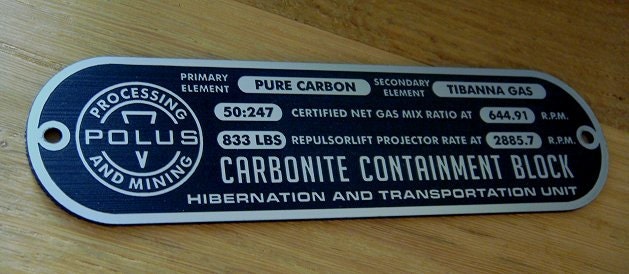 PROCESSING
POLUS
V
AND MINING
PRIMARY ELEMENT PURE CARBON SECONDARY ELEMENT TIBANNA GAS
50:247 CERTIFIED NET GAS MIX RATIO AT 644.91 R.P.M.
833 LBS REPULSORLIFT PROJECTOR RATE AT 2885.7 R.P.M.
CARBONITE CONTAINMENT BLOCK
HIBERNATION AND TRANSPORTATION UNIT